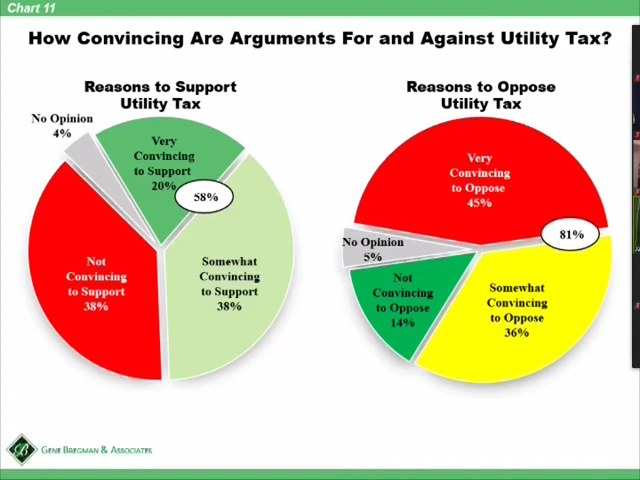 Chart 11
How Convincing Are Arguments For and Against Utility Tax?
Reasons to Support
Utility Tax
No Opinion
4%
Very
Convincing
to Support
20%
58%
Not
Convincing
to Support
38%
Somewhat
Convincing
to Support
38%
Reasons to Oppose
Utility Tax
Very
Convincing
to Oppose
45%
81%
No Opinion
5%
Not
Convincing
to Oppose
14%
Somewhat
Convincing
to Oppose
36%
B
GENE BREGMAN & ASSOCIATES